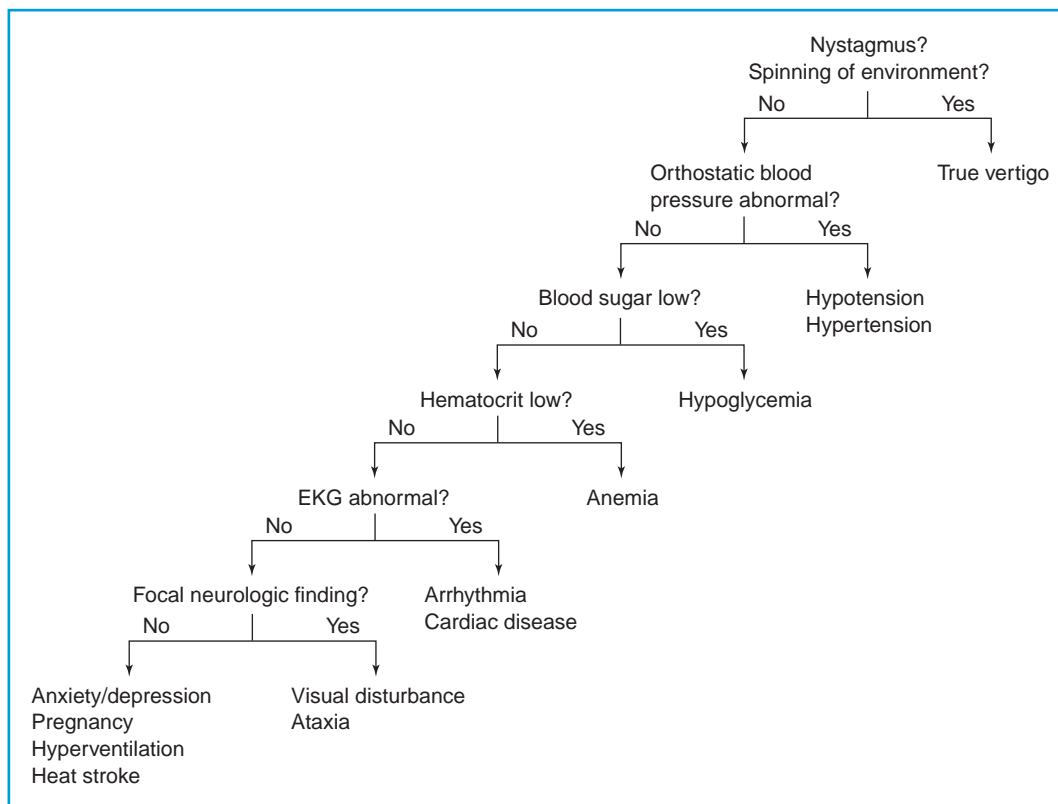 Nystagmus?
Spinning of environment?
No
Yes
Orthostatic blood
pressure abnormal?
True vertigo
No
Yes
Blood sugar low?
Hypotension
Hypertension
No
Yes
Hematocrit low?
Hypoglycemia
No
Yes
EKG abnormal?
Anemia
No
Yes
Focal neurologic finding?
Arrhythmia
Cardiac disease
No
Yes
Anxiety/depression
Pregnancy
Hyperventilation
Heat stroke
Visual disturbance
Ataxia